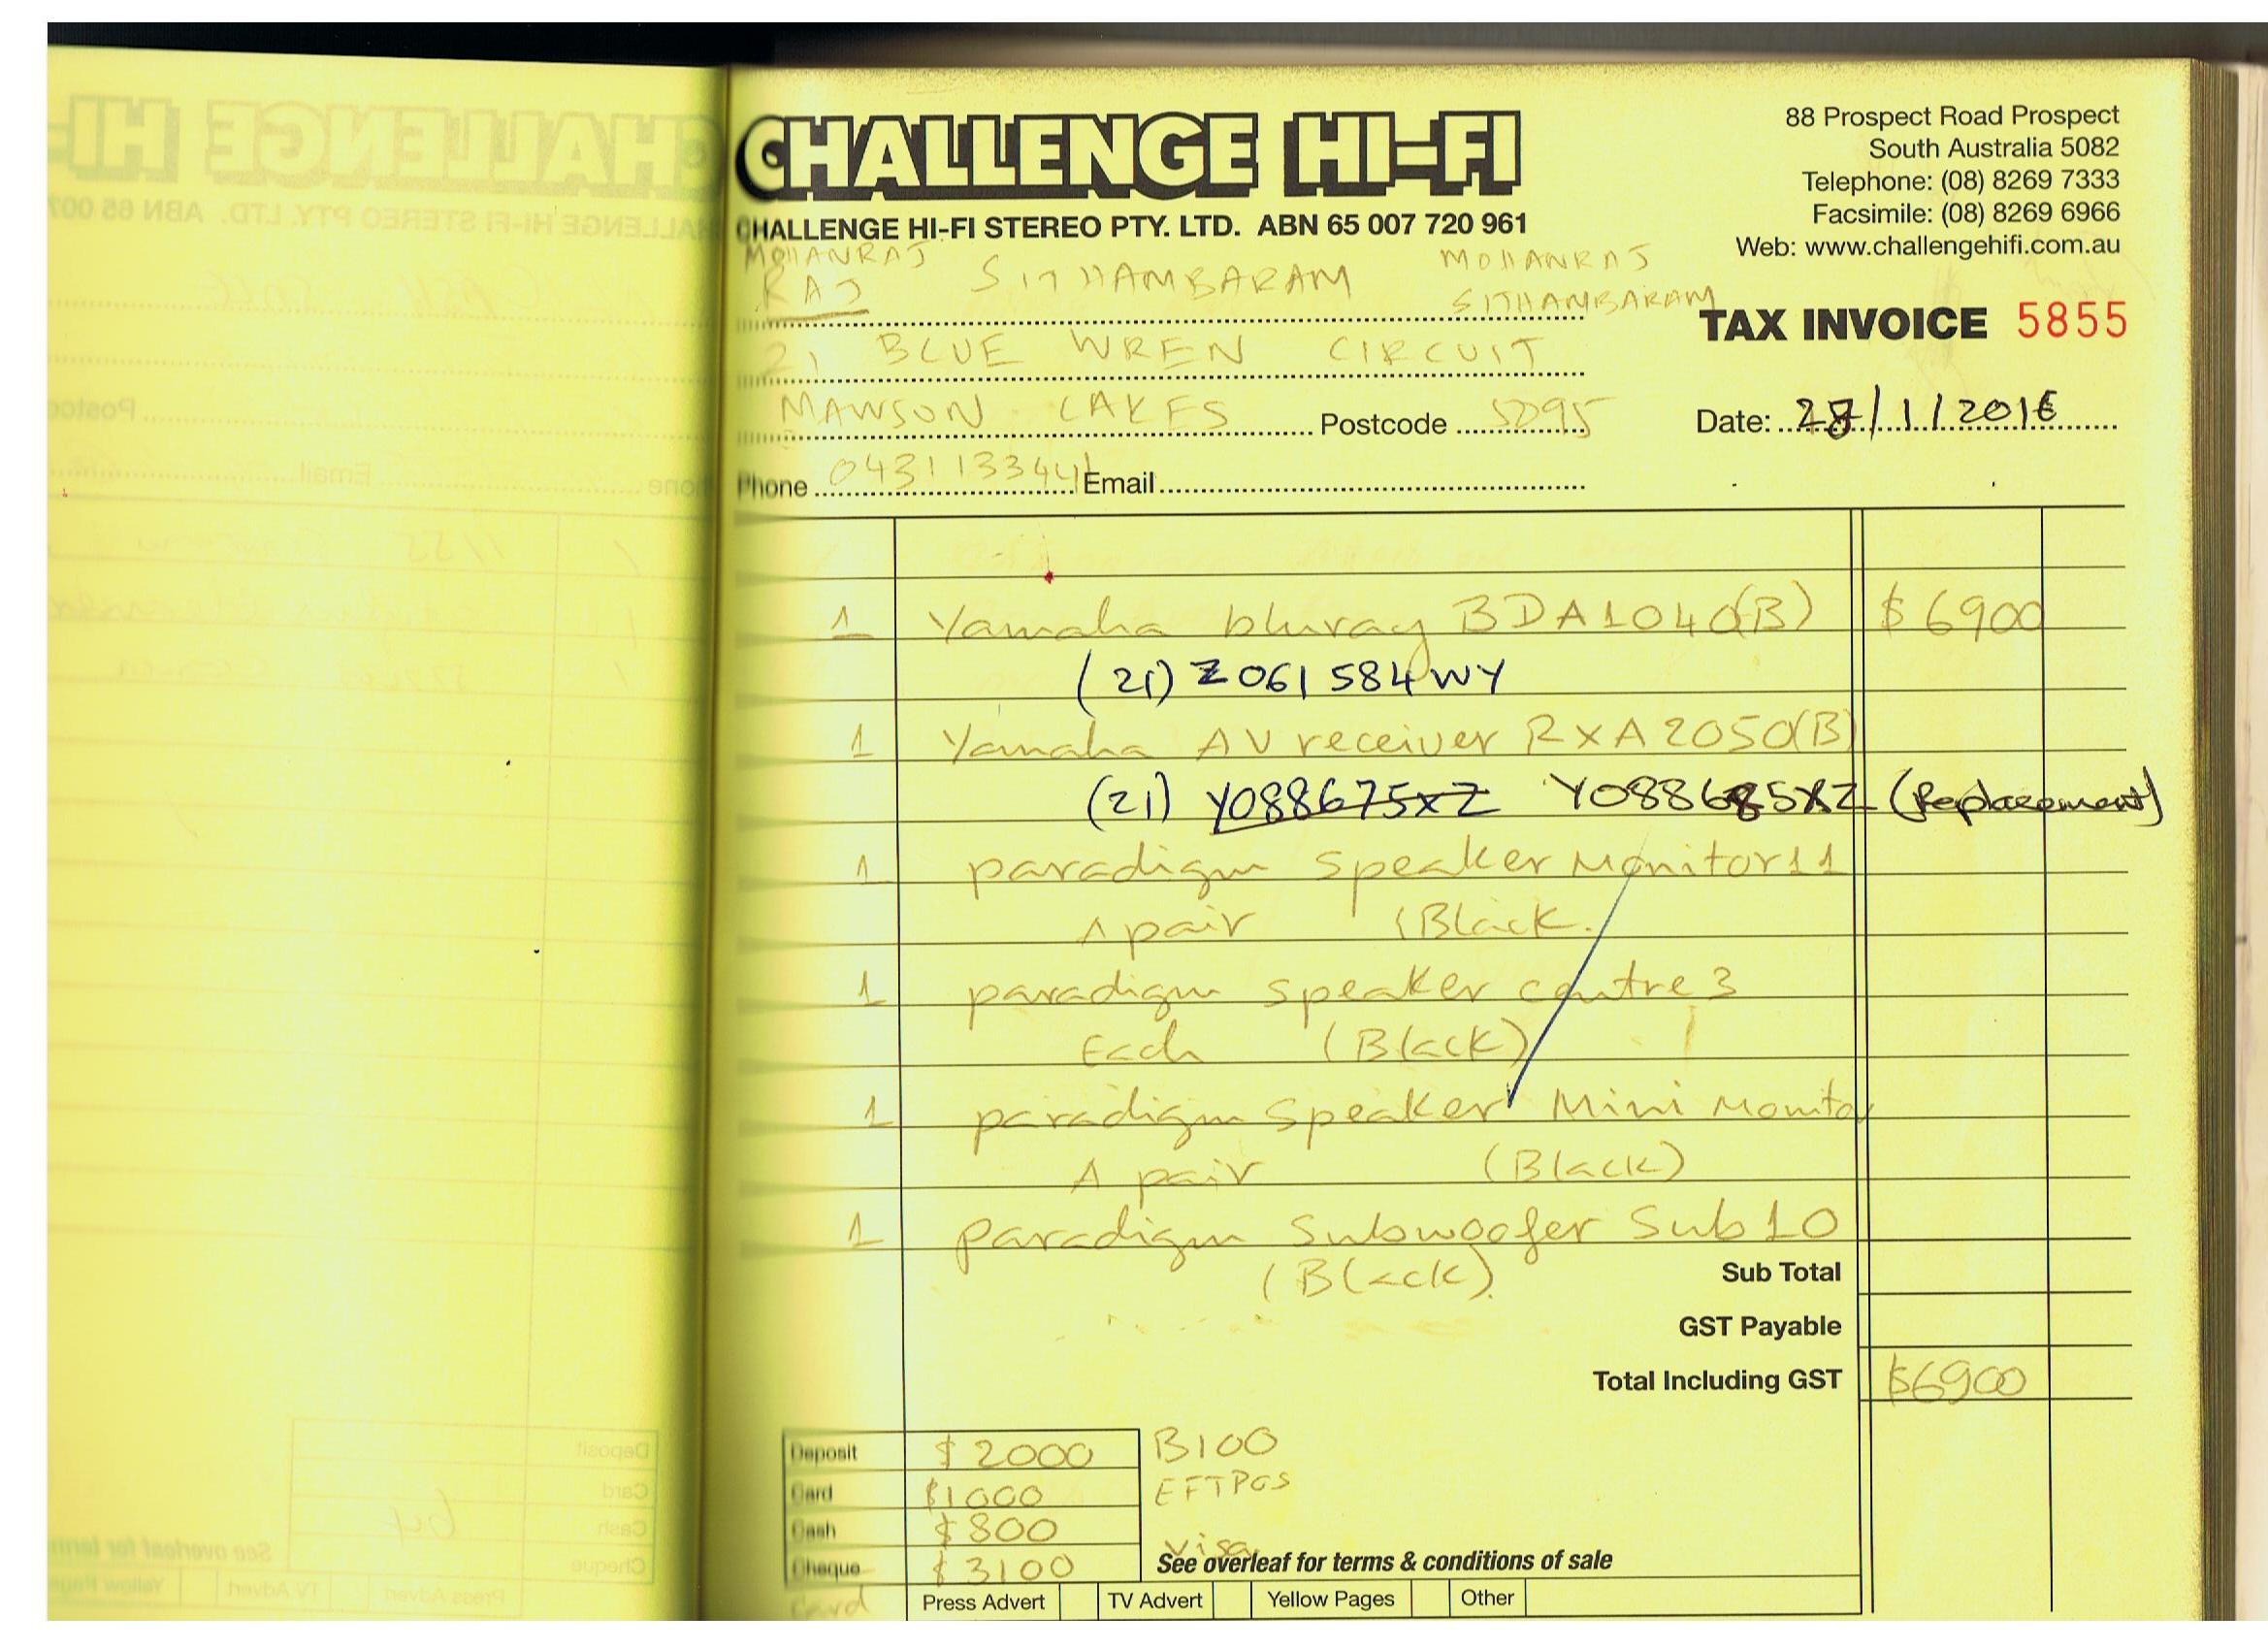 CHALLENGE HI-FI
CHALLENGE HI-FI STEREO PTY. LTD. ABN 65 007 720 961
88 Prospect Road Prospect
South Australia 5082
Telephone: (08) 8269 7333
Facsimile: (08) 8269 6966
Web: www.challengehifi.com.au
MOHANRAJ
RAJ SITHAMBARAM
MOHANRAJ
SITHAMBARAM
TAX INVOICE 5855
21 BLUE WREN CIRCUIT
MAWSON LAKES Postcode 5095
Date: 28/1/2016
Phone 0431133441 Email
1 Yamaha bluray BDA1040(B) $6900
(21) Z061584WY
1 Yamaha AV receiver RXA2050(B)
(21) Y088675XZ Y088685XZ (Replacement)
1 paradigm speaker Monitor11
A pair (Black.
1 paradigm speaker centre 3
Each (Black)
1 paradigm speaker Mini Monitor
A pair (Black)
1 paradigm Subwoofer Sub 10
(Black)
Sub Total
GST Payable
Total Including GST $6900
Deposit $2000 B100
Card $1000 EFTPOS
Cash $800
Cheque $3100 Visa
Card
See overleaf for terms & conditions of sale
Press Advert TV Advert Yellow Pages Other